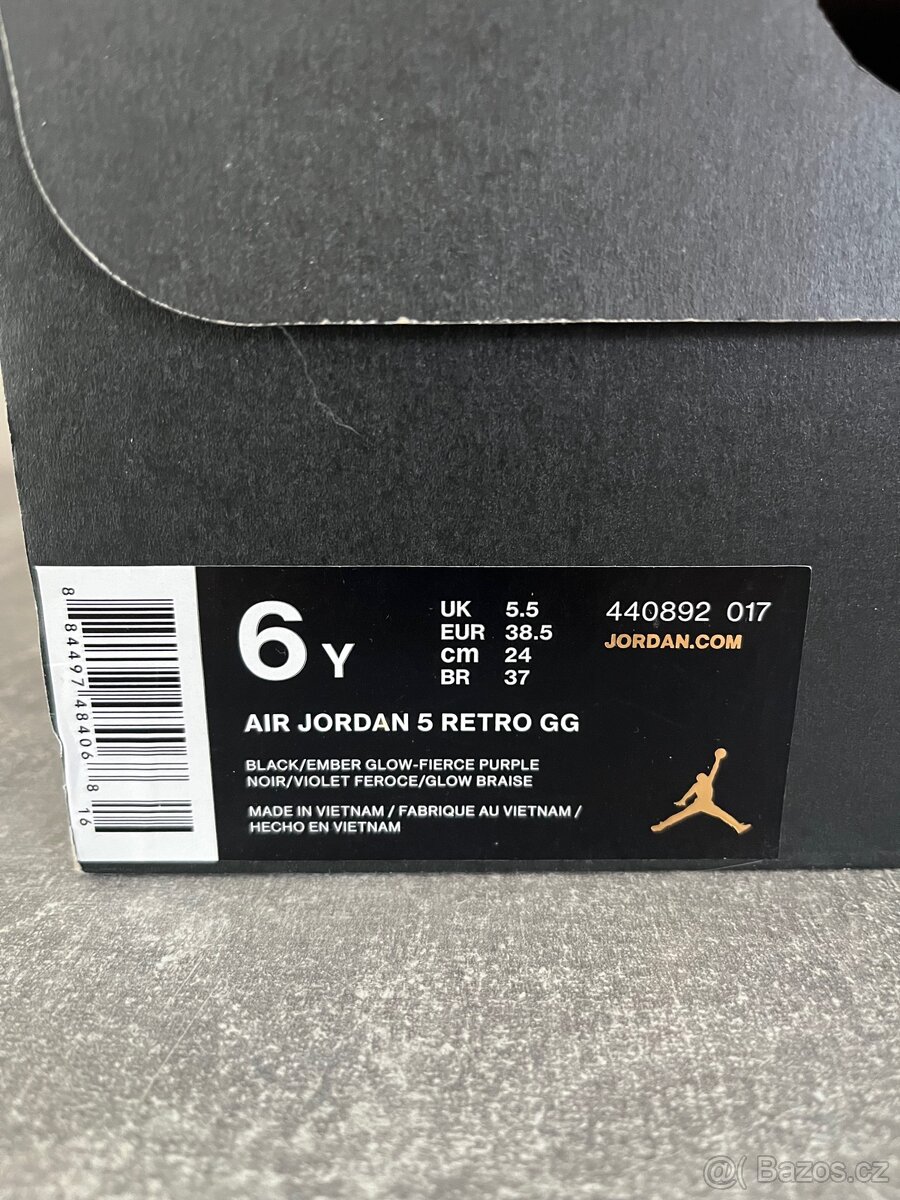 8 84497 48406 8 16
6 Y
UK 5.5
EUR 38.5
cm 24
BR 37
440892 017
JORDAN.COM
AIR JORDAN 5 RETRO GG
BLACK/EMBER GLOW-FIERCE PURPLE
NOIR/VIOLET FEROCE/GLOW BRAISE
MADE IN VIETNAM / FABRIQUE AU VIETNAM /
HECHO EN VIETNAM
@( Bazos.cz